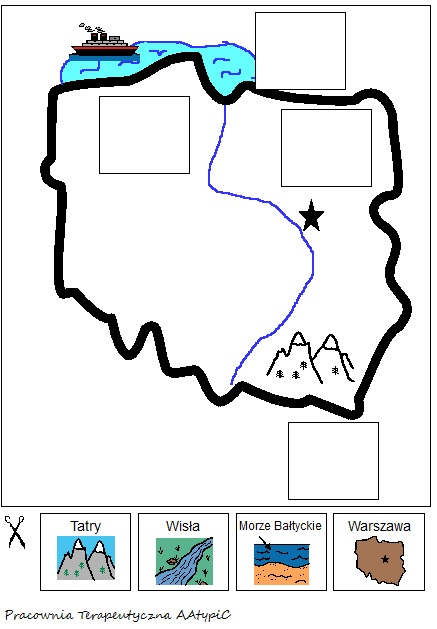 Tatry
Wisła
Morze Bałtyckie
Warszawa
Pracownia Terapeutyczna AAtypiC